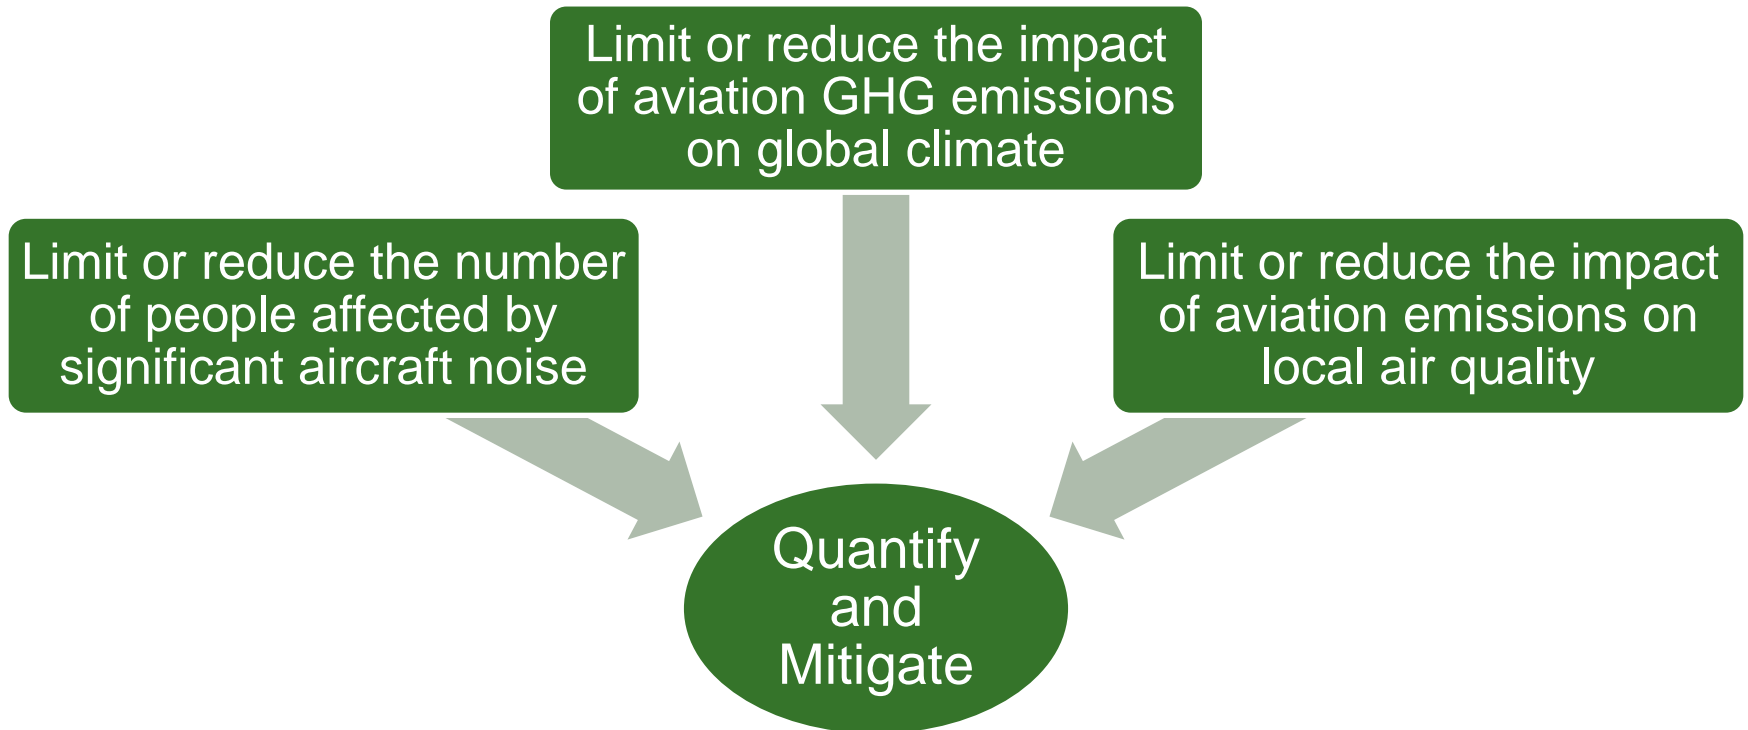 Limit or reduce the impact
of aviation GHG emissions
on global climate
Limit or reduce the number
of people affected by
significant aircraft noise
Limit or reduce the impact
of aviation emissions on
local air quality
Quantify
and
Mitigate